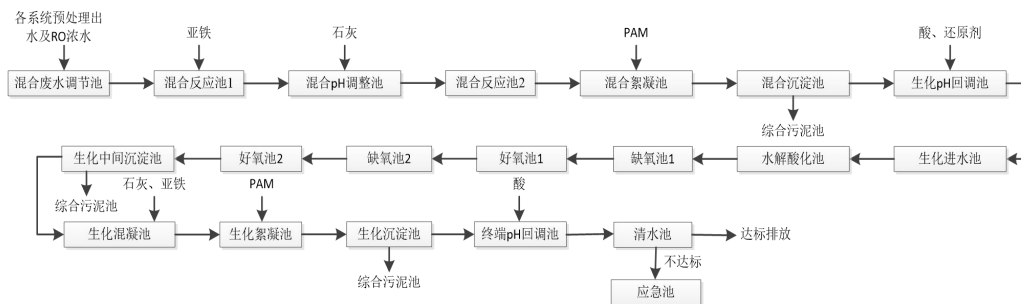 各系统预处理出
水及RO浓水
亚铁
石灰
PAM
酸、还原剂
混合废水调节池
混合反应池1
混合pH调整池
混合反应池2
混合絮凝池
混合沉淀池
生化pH回调池
综合污泥池
生化中间沉淀池
好氧池2
缺氧池2
好氧池1
缺氧池1
水解酸化池
生化进水池
综合污泥池
石灰、亚铁
PAM
酸
生化混凝池
生化絮凝池
生化沉淀池
终端pH回调池
清水池
达标排放
综合污泥池
不达标
应急池